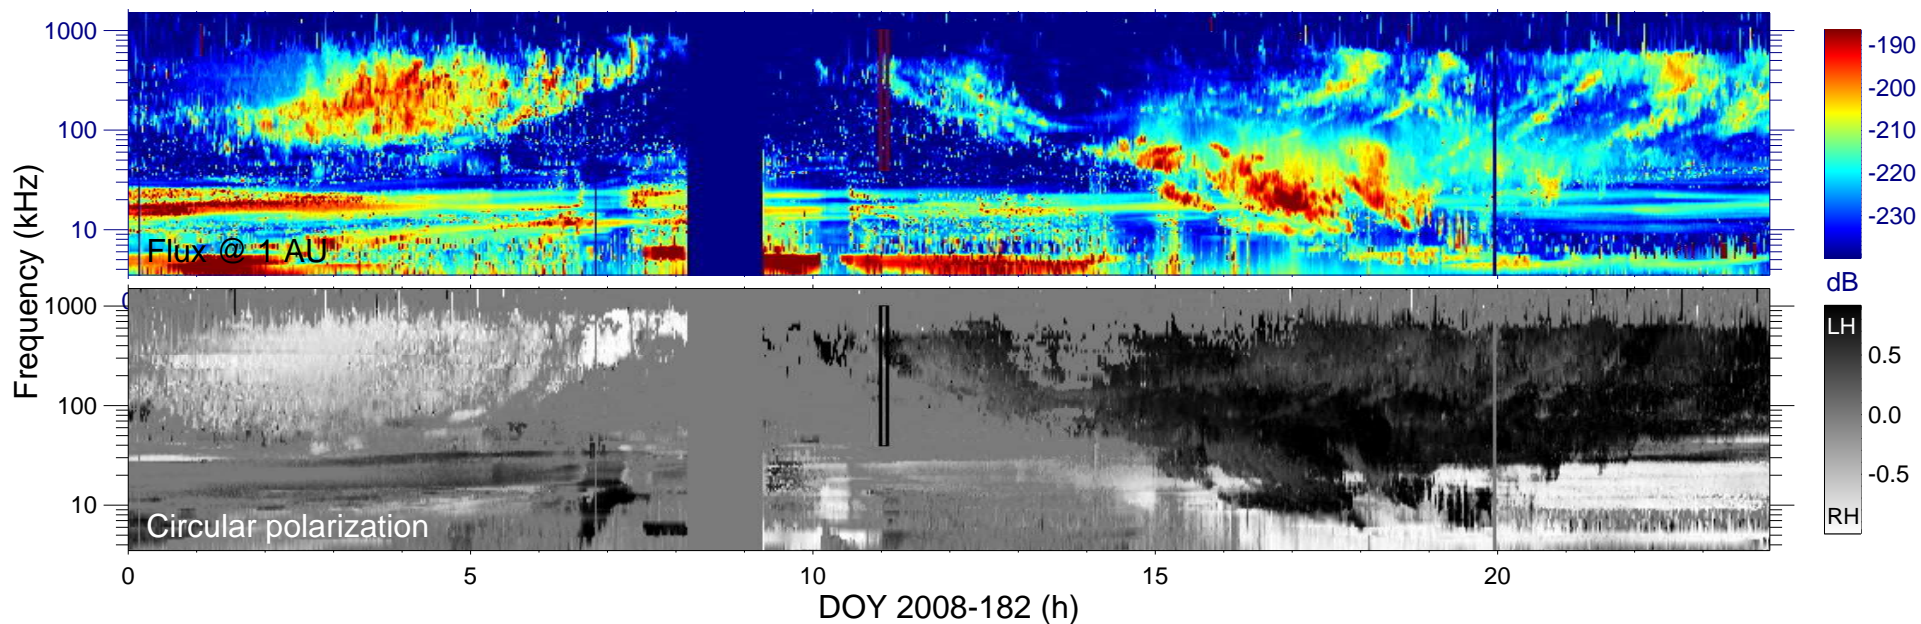 1000
100
10
Flux @ 1 AU
-190
-200
-210
-220
-230
dB
Frequency (kHz)
0
1000
100
10
Circular polarization
LH
0.5
0.0
-0.5
RH
0 5 10 15 20
DOY 2008-182 (h)